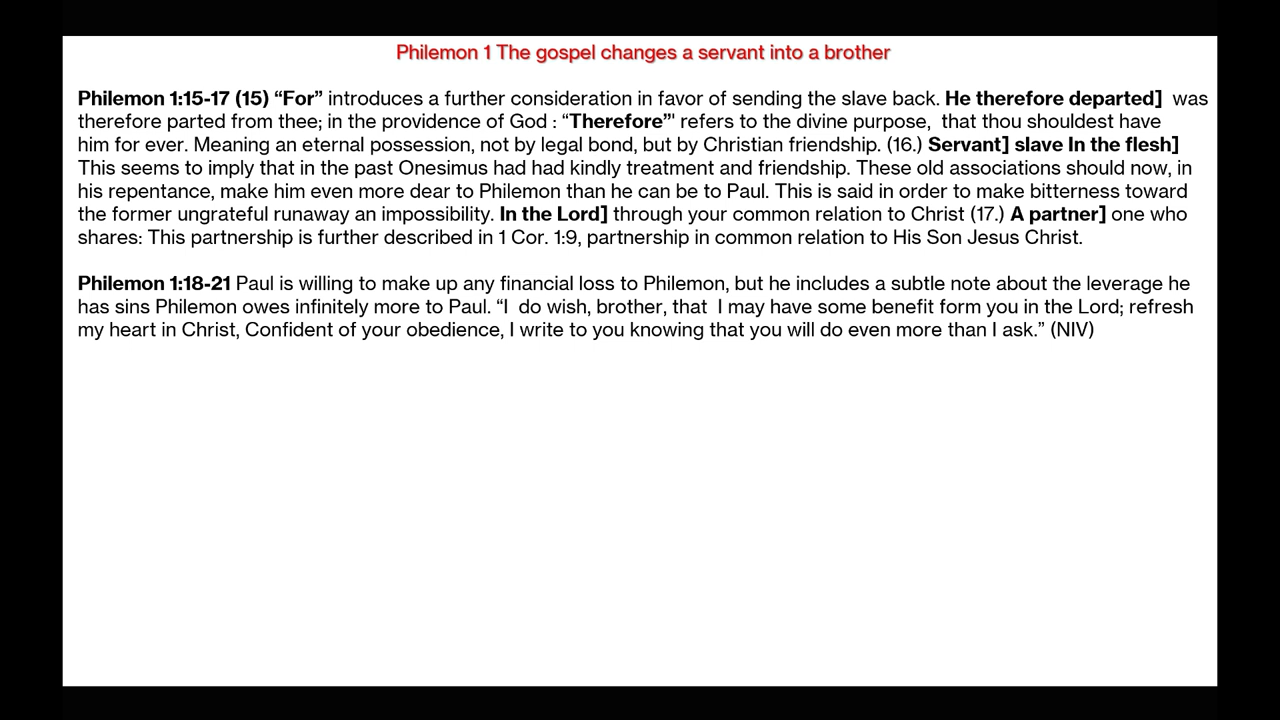 Philemon 1 The gospel changes a servant into a brother
Philemon 1:15-17 (15) “For” introduces a further consideration in favor of sending the slave back. He therefore departed] was
therefore parted from thee; in the providence of God : “Therefore”' refers to the divine purpose, that thou shouldest have
him for ever. Meaning an eternal possession, not by legal bond, but by Christian friendship. (16.) Servant] slave In the flesh]
This seems to imply that in the past Onesimus had had kindly treatment and friendship. These old associations should now, in
his repentance, make him even more dear to Philemon than he can be to Paul. This is said in order to make bitterness toward
the former ungrateful runaway an impossibility. In the Lord] through your common relation to Christ (17.) A partner] one who
shares: This partnership is further described in 1 Cor. 1:9, partnership in common relation to His Son Jesus Christ.
Philemon 1:18-21 Paul is willing to make up any financial loss to Philemon, but he includes a subtle note about the leverage he
has sins Philemon owes infinitely more to Paul. “I do wish, brother, that I may have some benefit form you in the Lord; refresh
my heart in Christ, Confident of your obedience, I write to you knowing that you will do even more than I ask.” (NIV)